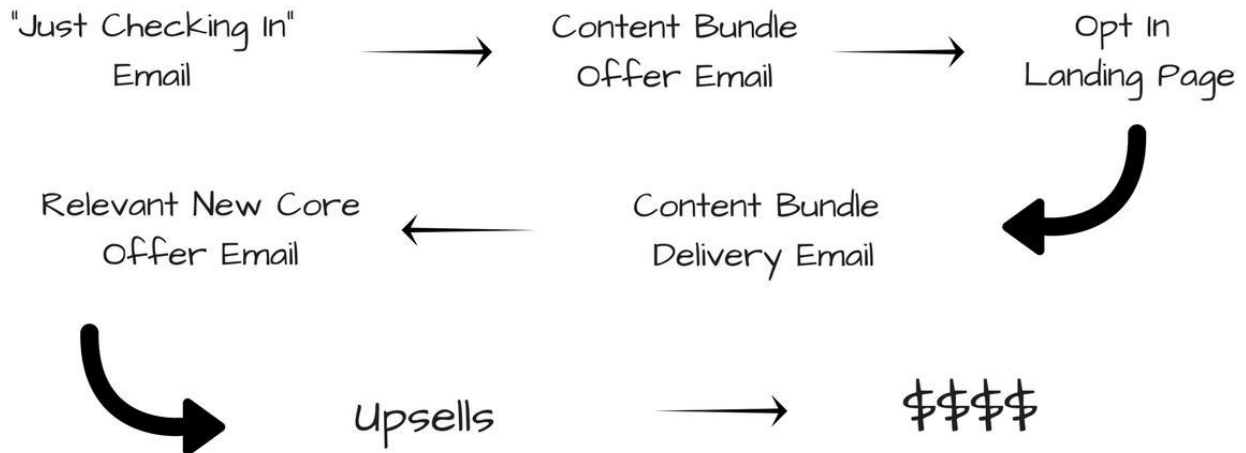 "Just Checking In"
Email
Content Bundle
Offer Email
Opt In
Landing Page
Content Bundle
Delivery Email
Relevant New Core
Offer Email
Upsells
$$$$